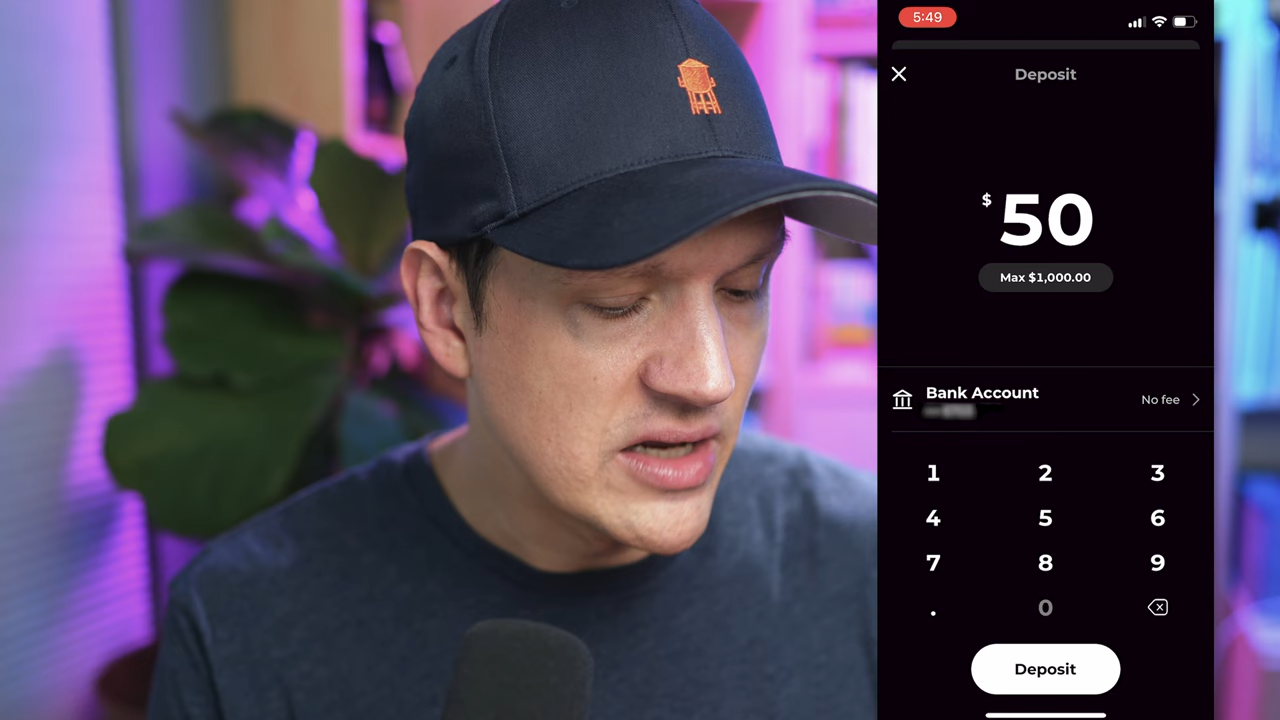 5:49
Deposit
$ 50
Max $1,000.00
Bank Account
No fee
1 2 3
4 5 6
7 8 9
. 0
Deposit